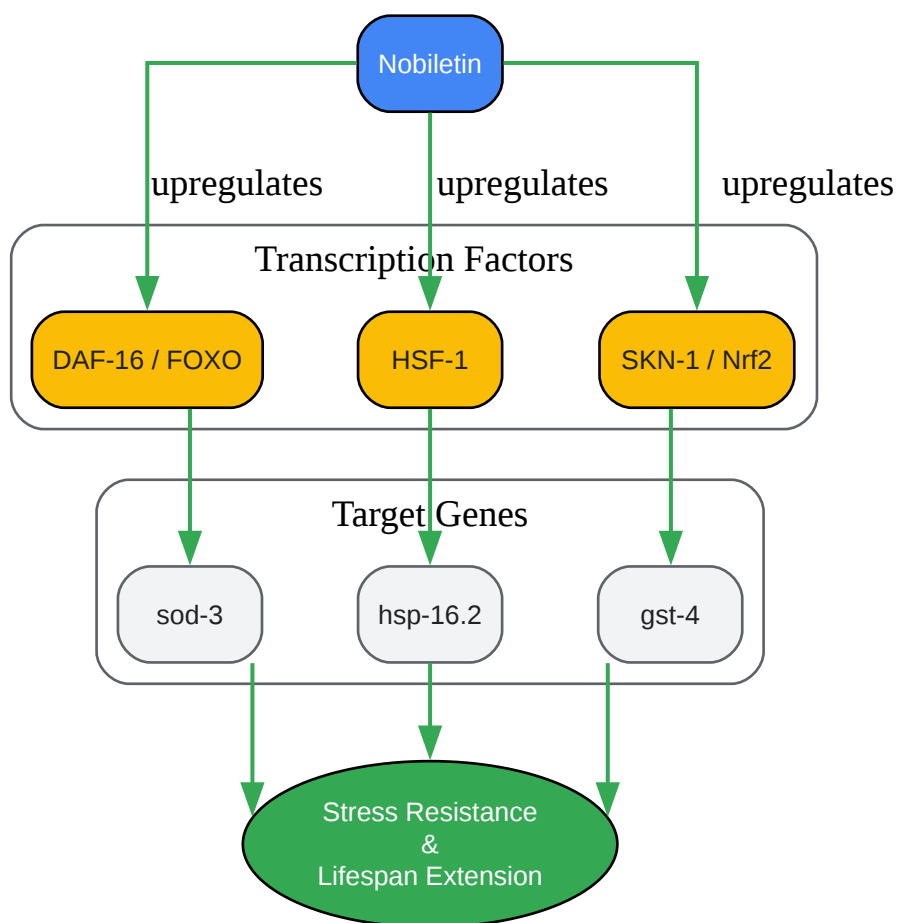 Nobiletin
upregulates upregulates upregulates
Transcription Factors
DAF-16 / FOXO HSF-1 SKN-1 / Nrf2
Target Genes
sod-3 hsp-16.2 gst-4
Stress Resistance
&
Lifespan Extension